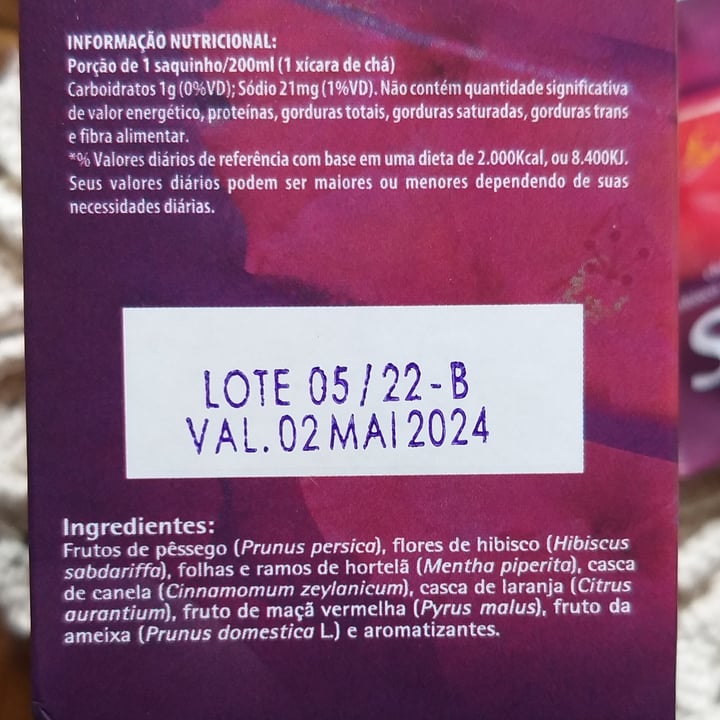 INFORMAÇÃO NUTRICIONAL:
Porção de 1 saquinho/200ml (1 xícara de chá)
Carboidratos 1g (0%VD); Sódio 21mg (1%VD). Não contém quantidade significativa
de valor energético, proteínas, gorduras totais, gorduras saturadas, gorduras trans
e fibra alimentar.
*% Valores diários de referência com base em uma dieta de 2.000Kcal, ou 8.400KJ.
Seus valores diários podem ser maiores ou menores dependendo de suas
necessidades diárias.
LOTE 05/22-B
VAL. 02 MAI 2024
Ingredientes:
Frutos de pêssego (Prunus persica), flores de hibisco (Hibiscus
sabdariffa), folhas e ramos de hortelã (Mentha piperita), casca
de canela (Cinnamomum zeylanicum), casca de laranja (Citrus
aurantium), fruto de maçã vermelha (Pyrus malus), fruto da
ameixa (Prunus domestica L.) e aromatizantes.